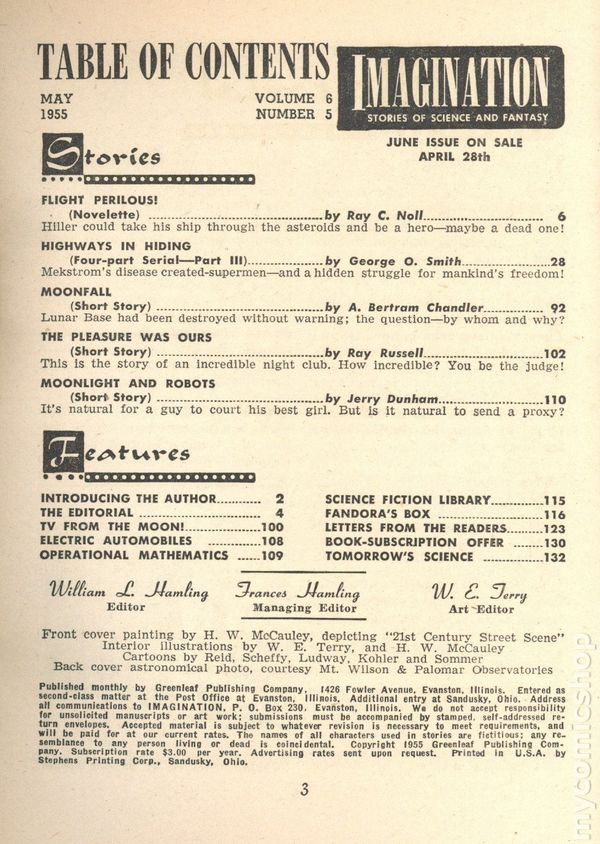 TABLE OF CONTENTS
MAY VOLUME 6
1955 NUMBER 5
IMAGINATION
STORIES OF SCIENCE AND FANTASY
JUNE ISSUE ON SALE
APRIL 28th
Stories
FLIGHT PERILOUS!
(Novelette) ........................................by Ray C. Noll........................... 6
Hiller could take his ship through the asteroids and be a hero—maybe a dead one!
HIGHWAYS IN HIDING
(Four-part Serial—Part III)..................by George O. Smith.....................28
Mekstrom's disease created-supermen—and a hidden struggle for mankind's freedom!
MOONFALL
(Short Story) ......................................by A. Bertram Chandler............. 92
Lunar Base had been destroyed without warning; the question—by whom and why?
THE PLEASURE WAS OURS
(Short Story) ......................................by Ray Russell...........................102
This is the story of an incredible night club. How incredible? You be the judge!
MOONLIGHT AND ROBOTS
(Short Story) ......................................by Jerry Dunham.......................110
It's natural for a guy to court his best girl. But is it natural to send a proxy?
Features
INTRODUCING THE AUTHOR........... 2
THE EDITORIAL ............................ 4
TV FROM THE MOON!..................100
ELECTRIC AUTOMOBILES ............108
OPERATIONAL MATHEMATICS .....109
SCIENCE FICTION LIBRARY...........115
FANDORA'S BOX .......................116
LETTERS FROM THE READERS.......123
BOOK-SUBSCRIPTION OFFER ......130
TOMORROW'S SCIENCE .............132
William L. Hamling
Editor
Frances Hamling
Managing Editor
W. E. Terry
Art Editor
Front cover painting by H. W. McCauley, depicting "21st Century Street Scene"
Interior illustrations by W. E. Terry, and H. W. McCauley
Cartoons by Reid, Scheffy, Ludway, Kohler and Sommer
Back cover astronomical photo, courtesy Mt. Wilson & Palomar Observatories
Published monthly by Greenleaf Publishing Company, 1426 Fowler Avenue, Evanston, Illinois. Entered as
second-class matter at the Post Office at Evanston, Illinois. Additional entry at Sandusky, Ohio. Address
all communications to IMAGINATION, P. O. Box 230, Evanston, Illinois. We do not accept responsibility
for unsolicited manuscripts or art work; submissions must be accompanied by stamped, self-addressed re-
turn envelopes. Accepted material is subject to whatever revision is necessary to meet requirements, and
will be paid for at our current rates. The names of all characters used in stories are fictitious; any re-
semblance to any person living or dead is coincidental. Copyright 1955 Greenleaf Publishing Com-
pany. Subscription rate $3.00 per year. Advertising rates sent upon request. Printed in U.S.A. by
Stephens Printing Corp., Sandusky, Ohio.
3
mycomicshop